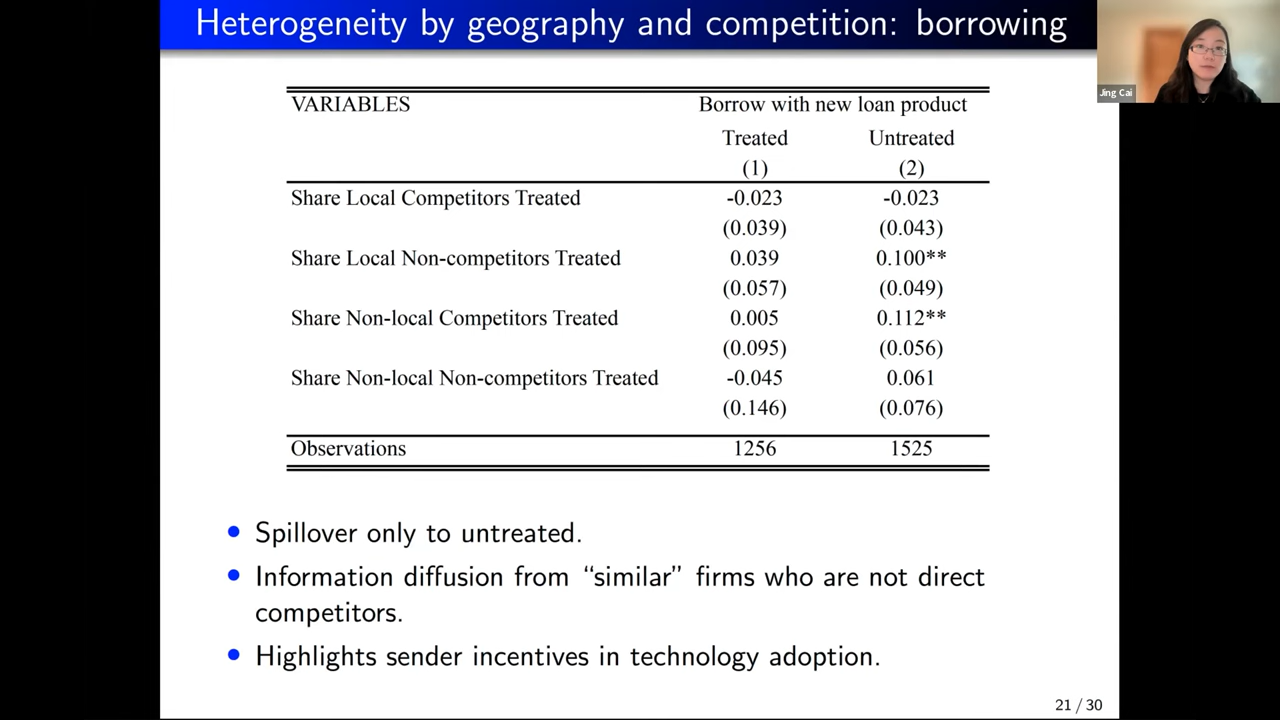 Heterogeneity by geography and competition: borrowing
Jing Cai
VARIABLES Borrow with new loan product
Treated Untreated
(1) (2)
Share Local Competitors Treated -0.023 -0.023
(0.039) (0.043)
Share Local Non-competitors Treated 0.039 0.100**
(0.057) (0.049)
Share Non-local Competitors Treated 0.005 0.112**
(0.095) (0.056)
Share Non-local Non-competitors Treated -0.045 0.061
(0.146) (0.076)
Observations 1256 1525
• Spillover only to untreated.
• Information diffusion from “similar” firms who are not direct
competitors.
• Highlights sender incentives in technology adoption.
21 / 30